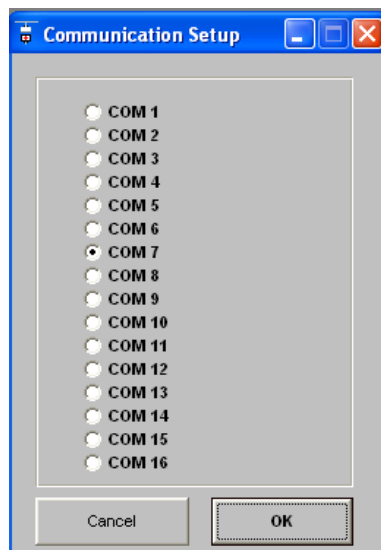 Communication Setup
COM 1
COM 2
COM 3
COM 4
COM 5
COM 6
COM 7
COM 8
COM 9
COM 10
COM 11
COM 12
COM 13
COM 14
COM 15
COM 16
Cancel OK